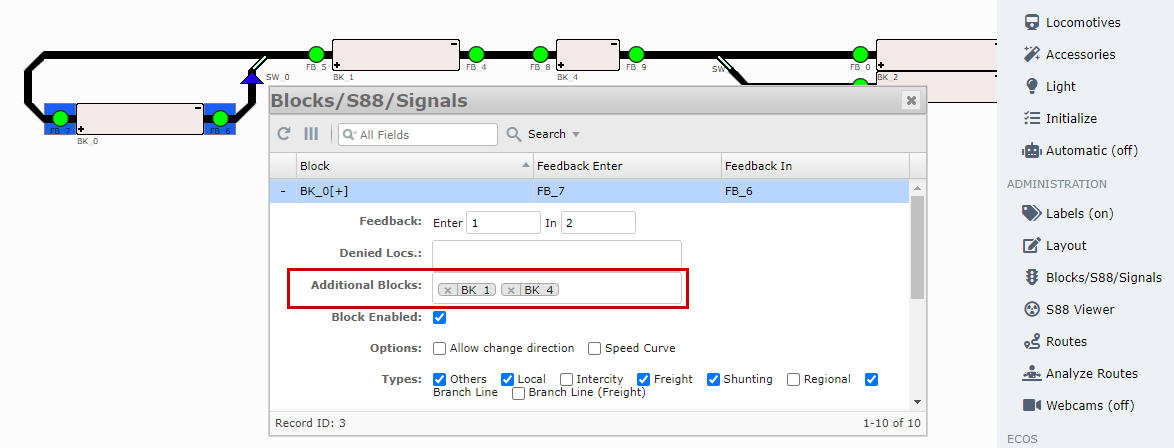 FB_5
BK_1
FB_4
FB_8
BK_4
FB_9
SW_0
SW
FB_0
BK_2
FB_7
BK_0
FB_6
Blocks/S88/Signals
All Fields
Search
Block
Feedback Enter
Feedback In
- BK_0[+]
FB_7
FB_6
Feedback: Enter 1 In 2
Denied Locs.:
Additional Blocks: BK_1 BK_4
Block Enabled:
Options: Allow change direction Speed Curve
Types: Others Local Intercity Freight Shunting Regional
Branch Line Branch Line (Freight)
Record ID: 3
1-10 of 10
Locomotives
Accessories
Light
Initialize
Automatic (off)
ADMINISTRATION
Labels (on)
Layout
Blocks/S88/Signals
S88 Viewer
Routes
Analyze Routes
Webcams (off)
ECOS